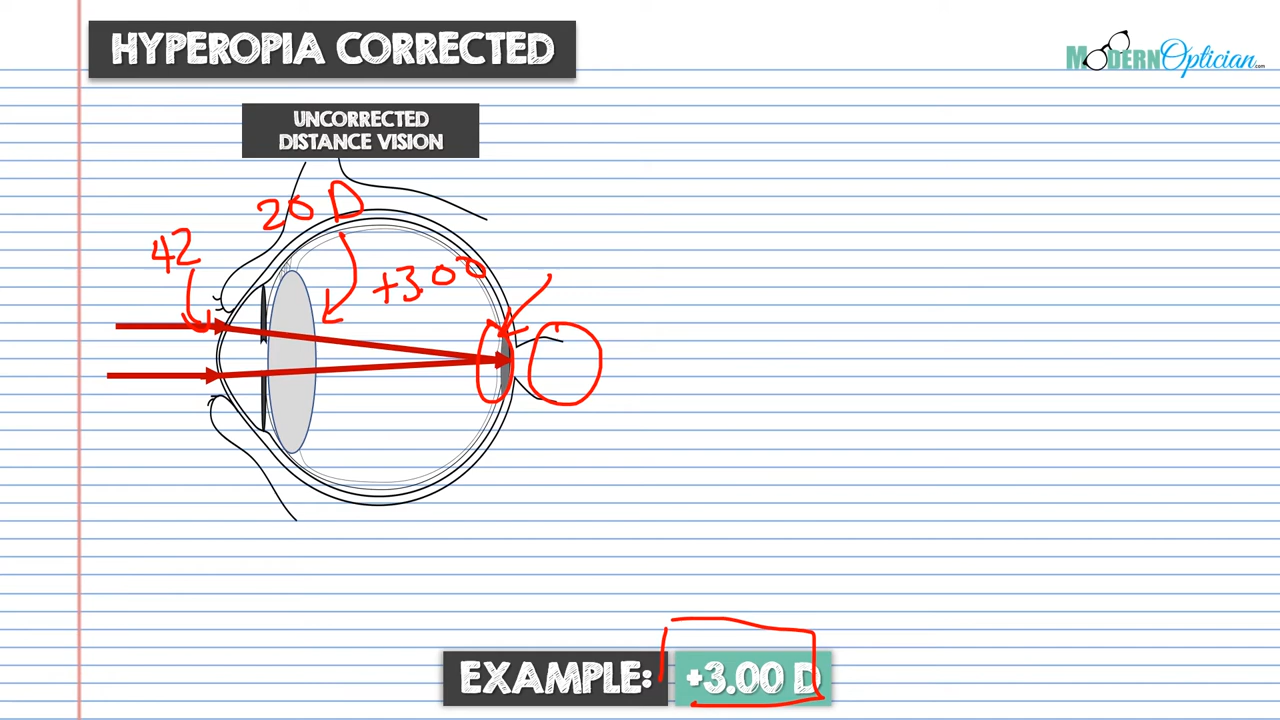 HYPEROPIA CORRECTED
MODERNOptician.com
UNCORRECTED
DISTANCE VISION
20 D
42
+3.00
EXAMPLE: +3.00 D